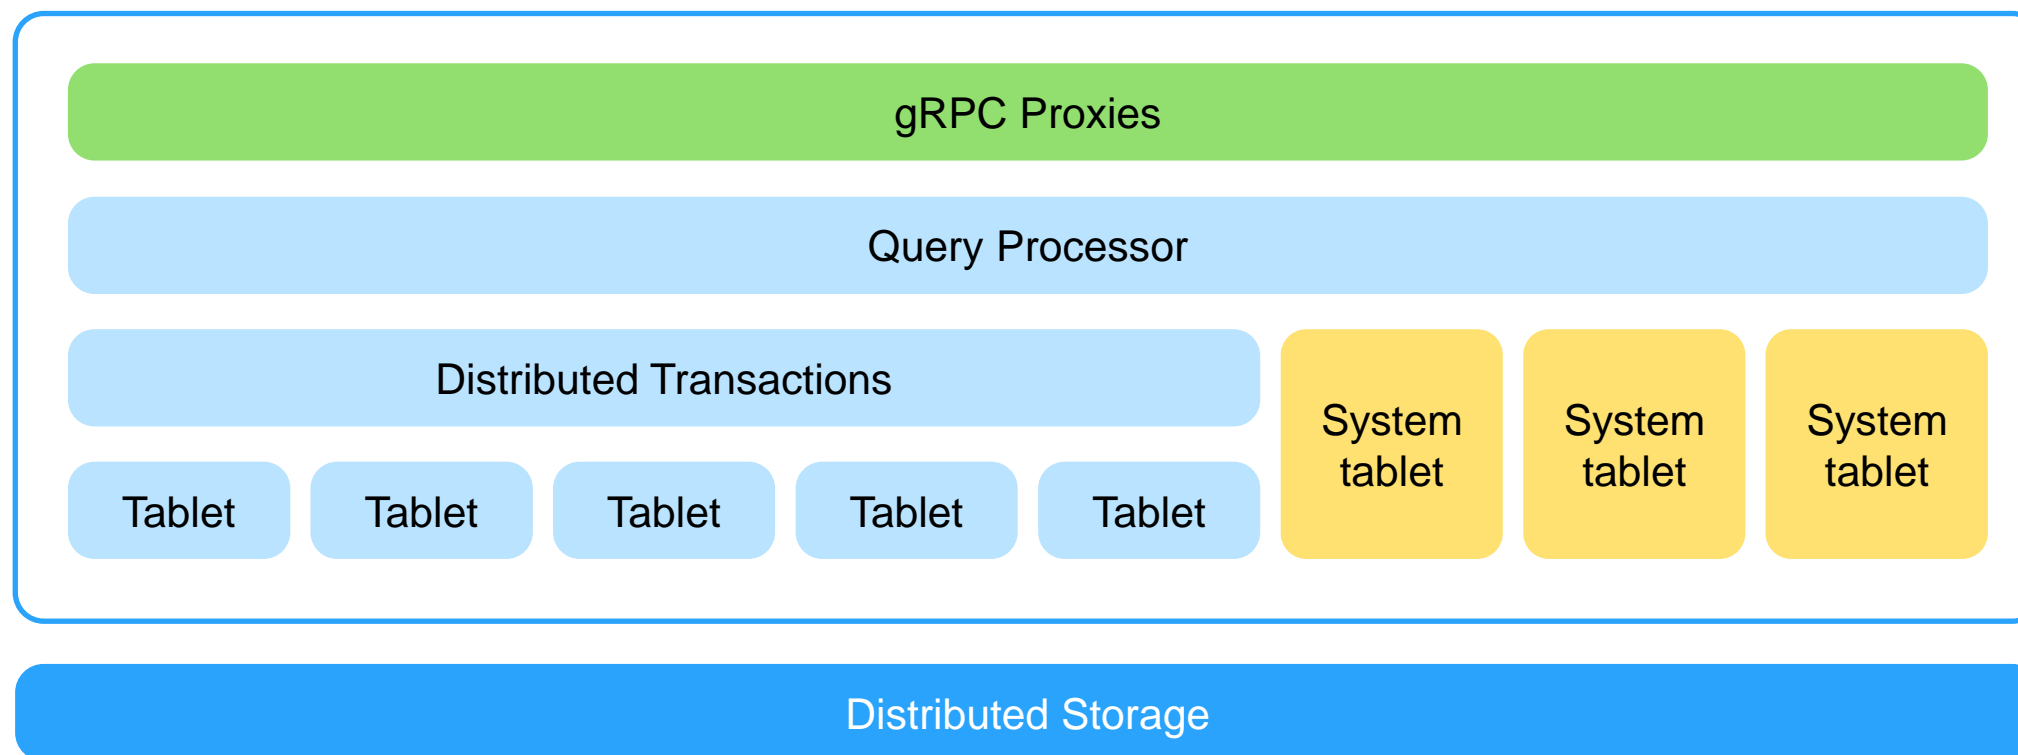 gRPC Proxies
Query Processor
Distributed Transactions
System
tablet
System
tablet
System
tablet
Tablet
Tablet
Tablet
Tablet
Tablet
Distributed Storage